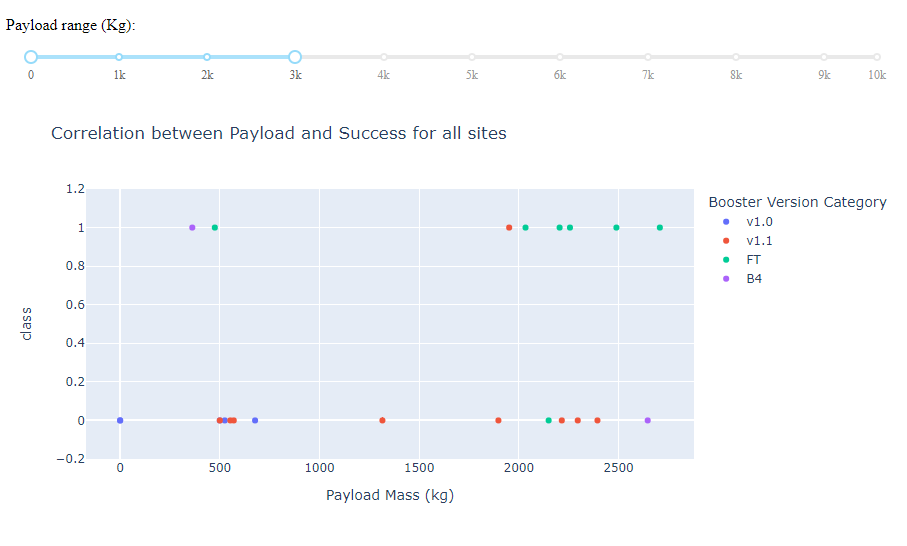 Payload range (Kg):
0 1k 2k 3k 4k 5k 6k 7k 8k 9k 10k
Correlation between Payload and Success for all sites
1.2
1
0.8
0.6
0.4
0.2
0
−0.2
class
0 500 1000 1500 2000 2500
Payload Mass (kg)
Booster Version Category
v1.0
v1.1
FT
B4